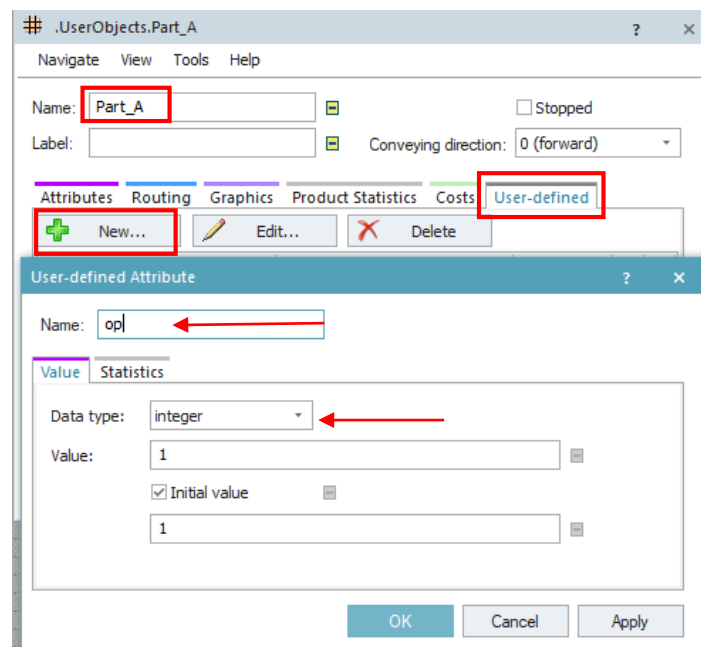 .UserObjects.Part_A ? ×
Navigate View Tools Help
Name: Part_A Stopped
Label: Conveying direction: 0 (forward)
Attributes Routing Graphics Product Statistics Costs User-defined
New... Edit... Delete
User-defined Attribute ? ×
Name: op
Value Statistics
Data type: integer
Value: 1
Initial value
1
OK Cancel Apply